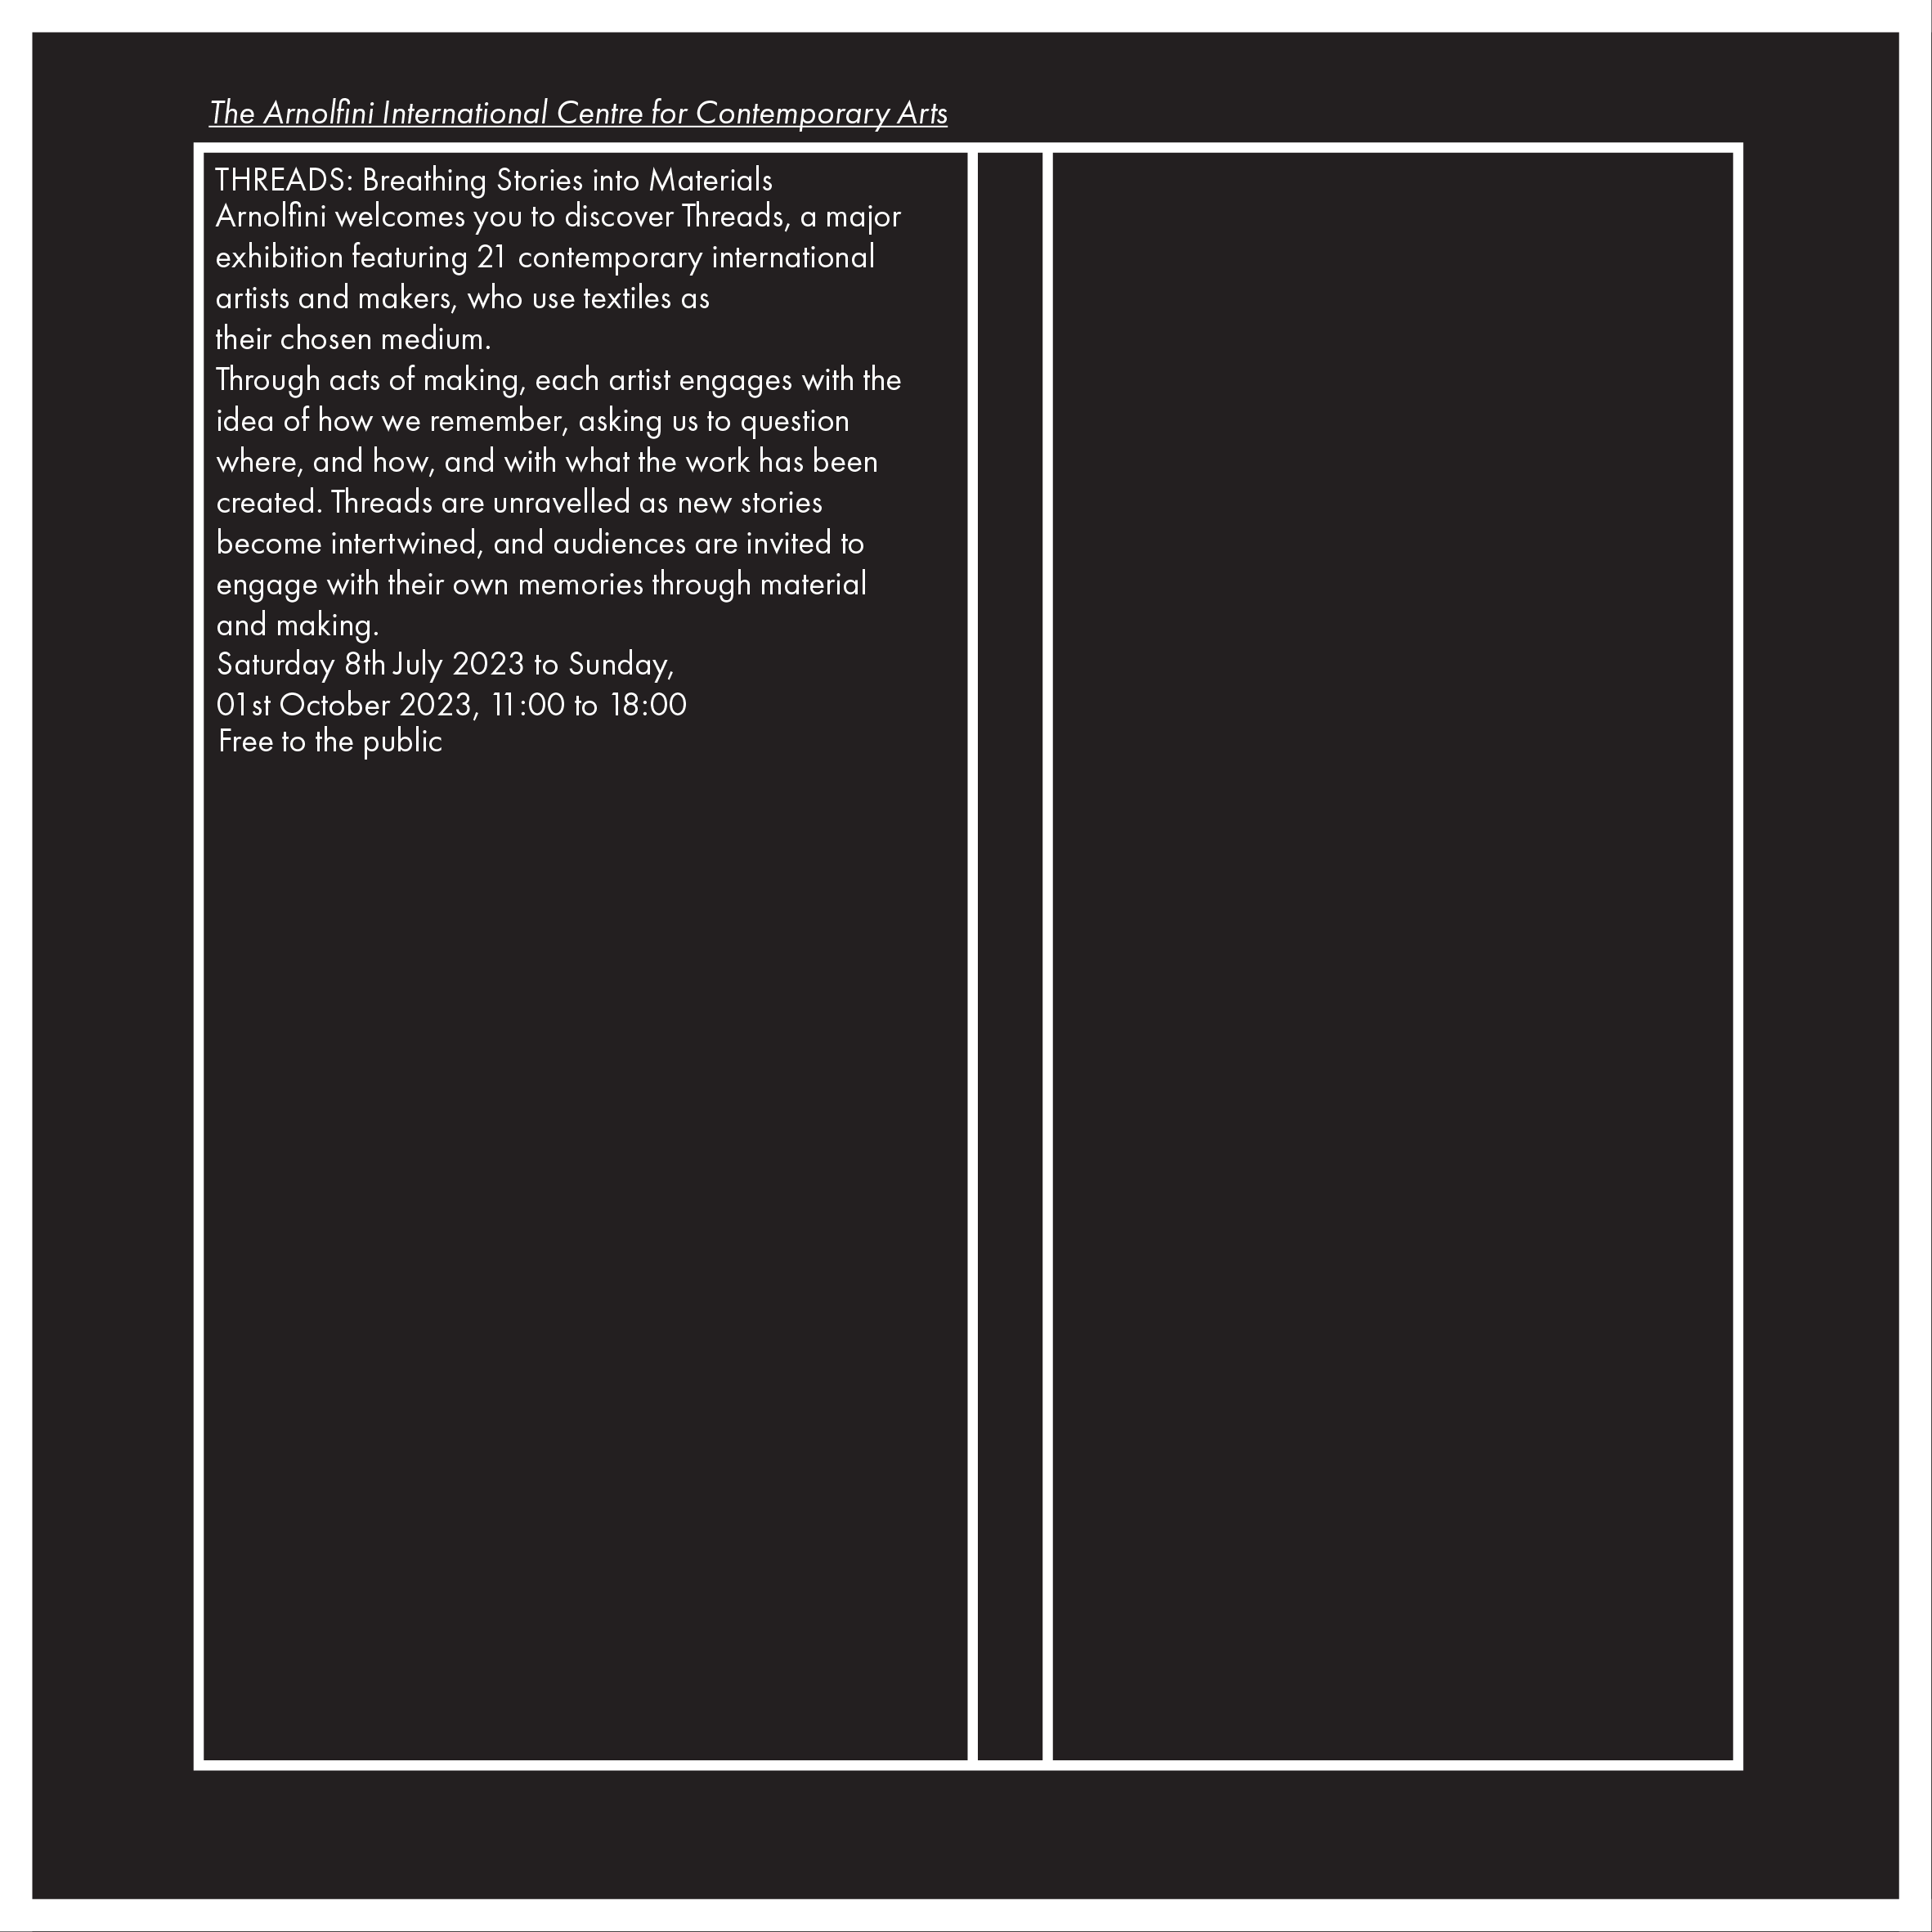 The Arnolfini International Centre for Contemporary Arts
THREADS: Breathing Stories into Materials
Arnolfini welcomes you to discover Threads, a major
exhibition featuring 21 contemporary international
artists and makers, who use textiles as
their chosen medium.
Through acts of making, each artist engages with the
idea of how we remember, asking us to question
where, and how, and with what the work has been
created. Threads are unravelled as new stories
become intertwined, and audiences are invited to
engage with their own memories through material
and making.
Saturday 8th July 2023 to Sunday,
01st October 2023, 11:00 to 18:00
Free to the public